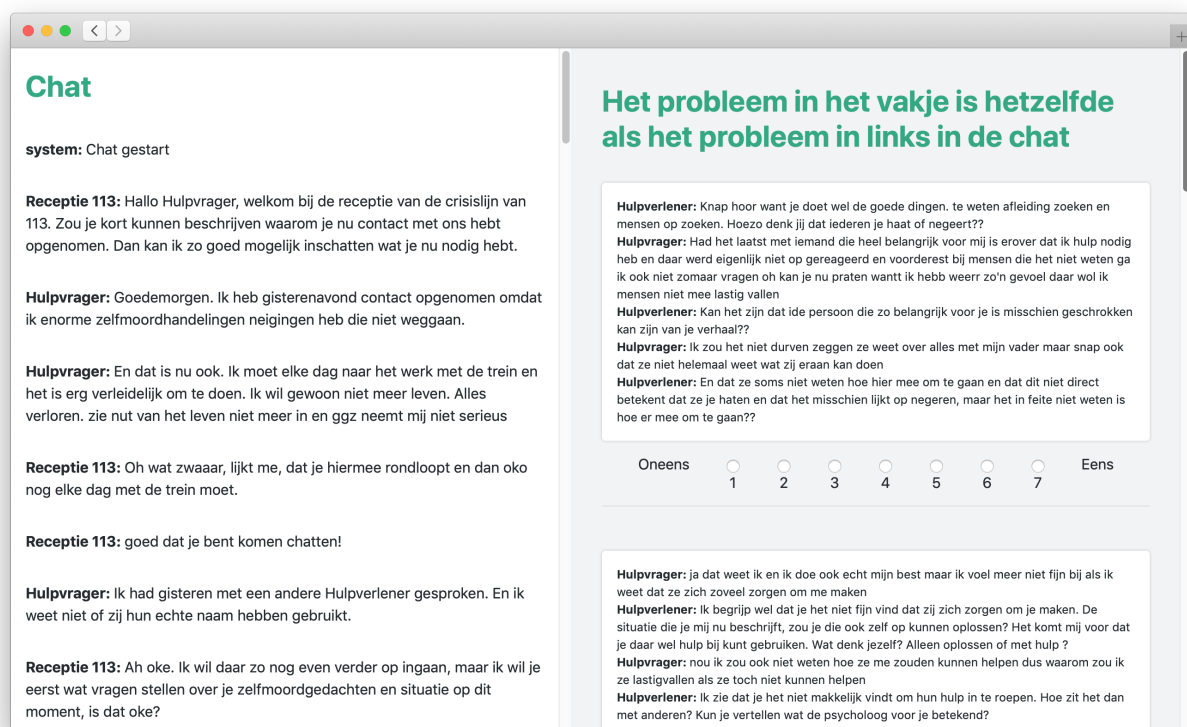 Chat
system: Chat gestart
Receptie 113: Hallo Hulpvrager, welkom bij de receptie van de crisislijn van
113. Zou je kort kunnen beschrijven waarom je nu contact met ons hebt
opgenomen. Dan kan ik zo goed mogelijk inschatten wat je nu nodig hebt.
Hulpvrager: Goedemorgen. Ik heb gisterenavond contact opgenomen omdat
ik enorme zelfmoordhandelingen neigingen heb die niet weggaan.
Hulpvrager: En dat is nu ook. Ik moet elke dag naar het werk met de trein en
het is erg verleidelijk om te doen. Ik wil gewoon niet meer leven. Alles
verloren. zie nut van het leven niet meer in en ggz neemt mij niet serieus
Receptie 113: Oh wat zwaaar, lijkt me, dat je hiermee rondloopt en dan oko
nog elke dag met de trein moet.
Receptie 113: goed dat je bent komen chatten!
Hulpvrager: Ik had gisteren met een andere Hulpverlener gesproken. En ik
weet niet of zij hun echte naam hebben gebruikt.
Receptie 113: Ah oke. Ik wil daar zo nog even verder op ingaan, maar ik wil je
eerst wat vragen stellen over je zelfmoordgedachten en situatie op dit
moment, is dat oke?
Het probleem in het vakje is hetzelfde
als het probleem in links in de chat
Hulpverlener: Knap hoor want je doet wel de goede dingen. te weten afleiding zoeken en
mensen op zoeken. Hoezo denk jij dat iederen je haat of negeert??
Hulpvrager: Had het laatst met iemand die heel belangrijk voor mij is erover dat ik hulp nodig
heb en daar werd eigenlijk niet op gereageerd en voorderest bij mensen die het niet weten ga
ik ook niet zomaar vragen oh kan je nu praten wantt ik hebb weerr zo'n gevoel daar wol ik
mensen niet mee lastig vallen
Hulpverlener: Kan het zijn dat ide persoon die zo belangrijk voor je is misschien geschrokken
kan zijn van je verhaal??
Hulpvrager: Ik zou het niet durven zeggen ze weet over alles met mijn vader maar snap ook
dat ze niet helemaal weet wat zij eraan kan doen
Hulpverlener: En dat ze soms niet weten hoe hier mee om te gaan en dat dit niet direct
betekent dat ze je haten en dat het misschien lijkt op negeren, maar het in feite niet weten is
hoe er mee om te gaan??
Oneens 1 2 3 4 5 6 7 Eens
Hulpvrager: ja dat weet ik en ik doe ook echt mijn best maar ik voel meer niet fijn bij als ik
weet dat ze zich zoveel zorgen om me maken
Hulpverlener: Ik begrijp wel dat je het niet fijn vind dat zij zich zorgen om je maken. De
situatie die je mij nu beschrijft, zou je die ook zelf op kunnen oplossen? Het komt mij voor dat
je daar wel hulp bij kunt gebruiken. Wat denk jezelf? Alleen oplossen of met hulp ?
Hulpvrager: nou ik zou ook niet weten hoe ze me zouden kunnen helpen dus waarom zou ik
ze lastigvallen als ze toch niet kunnen helpen
Hulpverlener: Ik zie dat je het niet makkelijk vindt om hun hulp in te roepen. Hoe zit het dan
met anderen? Kun je vertellen wat de psycholoog voor je betekend?